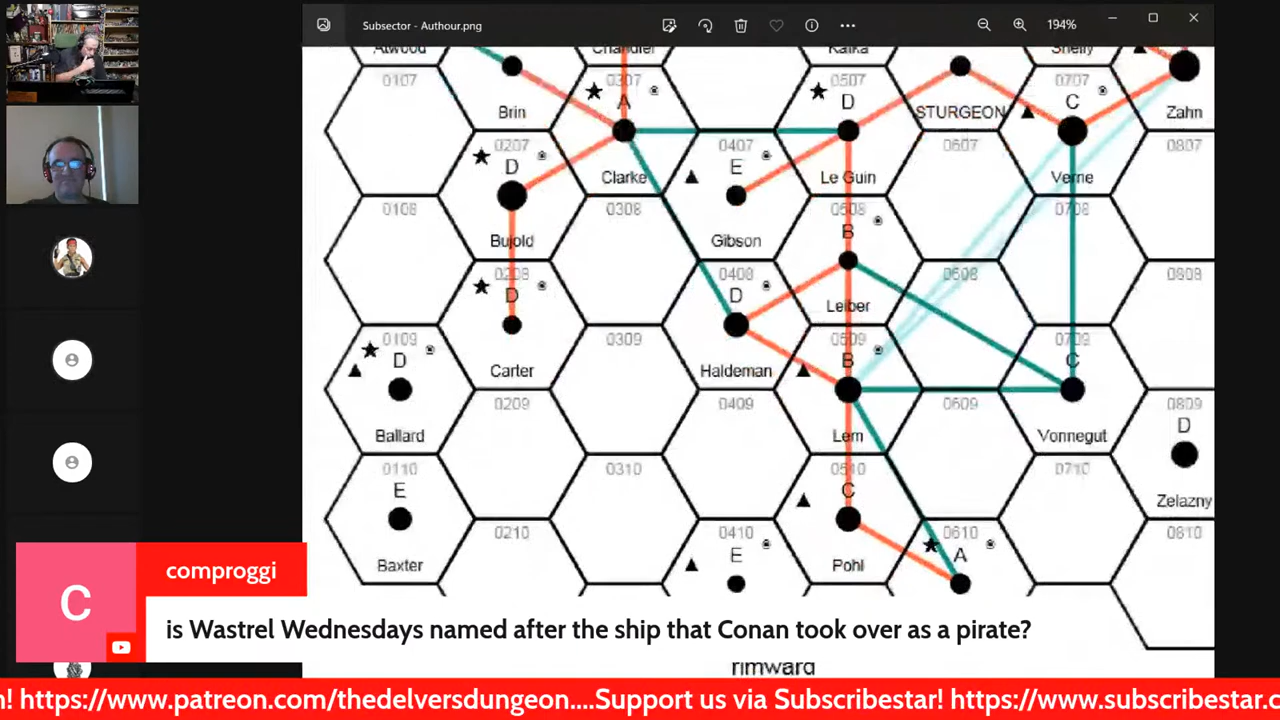 Subsector - Authour.png
194%
Atwood
Chandler
Kafka
Shelly
0107
0307
0507
0707
A
D
C
Brin
STURGEON
Zahn
0207
0407
0607
0807
D
E
Clarke
Le Guin
Verne
0108
0308
0508
0708
B
Bujold
Gibson
0208
0408
0608
0808
D
D
Leiber
0109
0309
0509
0709
D
B
C
Carter
Haldeman
0209
0409
0609
0809
D
Ballard
Lem
Vonnegut
0110
0310
0510
0710
E
C
Zelazny
0210
0410
0610
0810
E
A
Baxter
Pohl
rimward
C
comproggi
is Wastrel Wednesdays named after the ship that Conan took over as a pirate?
n! https://www.patreon.com/thedelversdungeon....Support us via Subscribestar! https://www.subscribestar.c